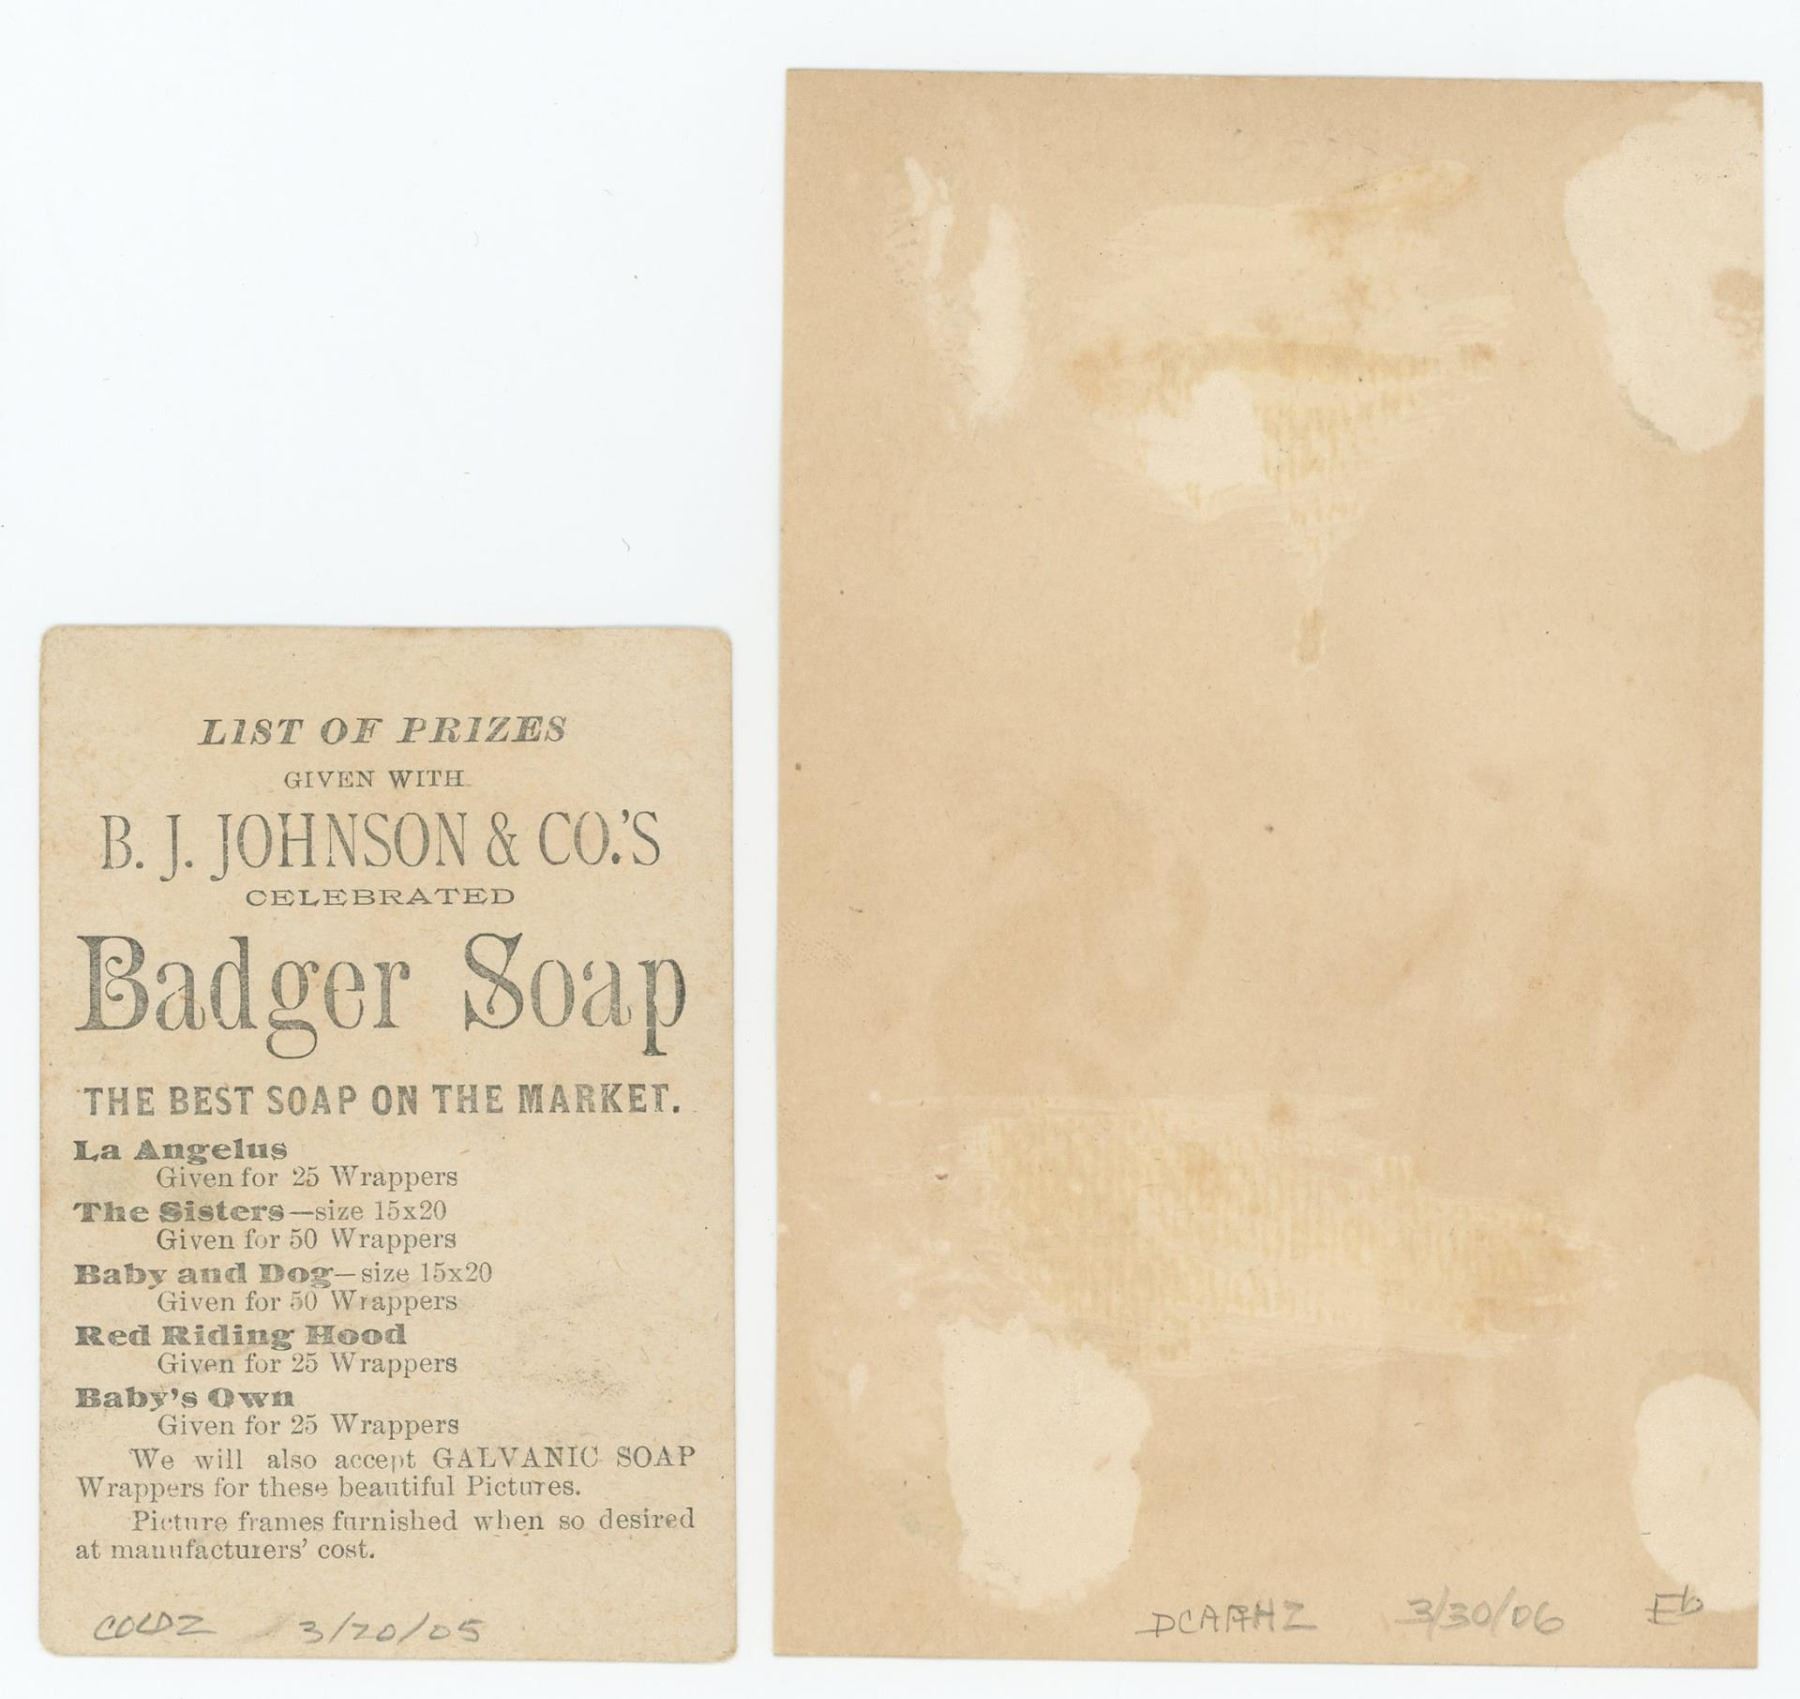 LIST OF PRIZES
GIVEN WITH
B. J. JOHNSON & CO.'S
CELEBRATED
Badger Soap
THE BEST SOAP ON THE MARKET.
La Angelus
Given for 25 Wrappers
The Sisters—size 15x20
Given for 50 Wrappers
Baby and Dog—size 15x20
Given for 50 Wrappers
Red Riding Hood
Given for 25 Wrappers
Baby's Own
Given for 25 Wrappers
We will also accept GALVANIC SOAP
Wrappers for these beautiful Pictures.
Picture frames furnished when so desired
at manufacturers' cost.
3/20/05
3/30/06 Eb